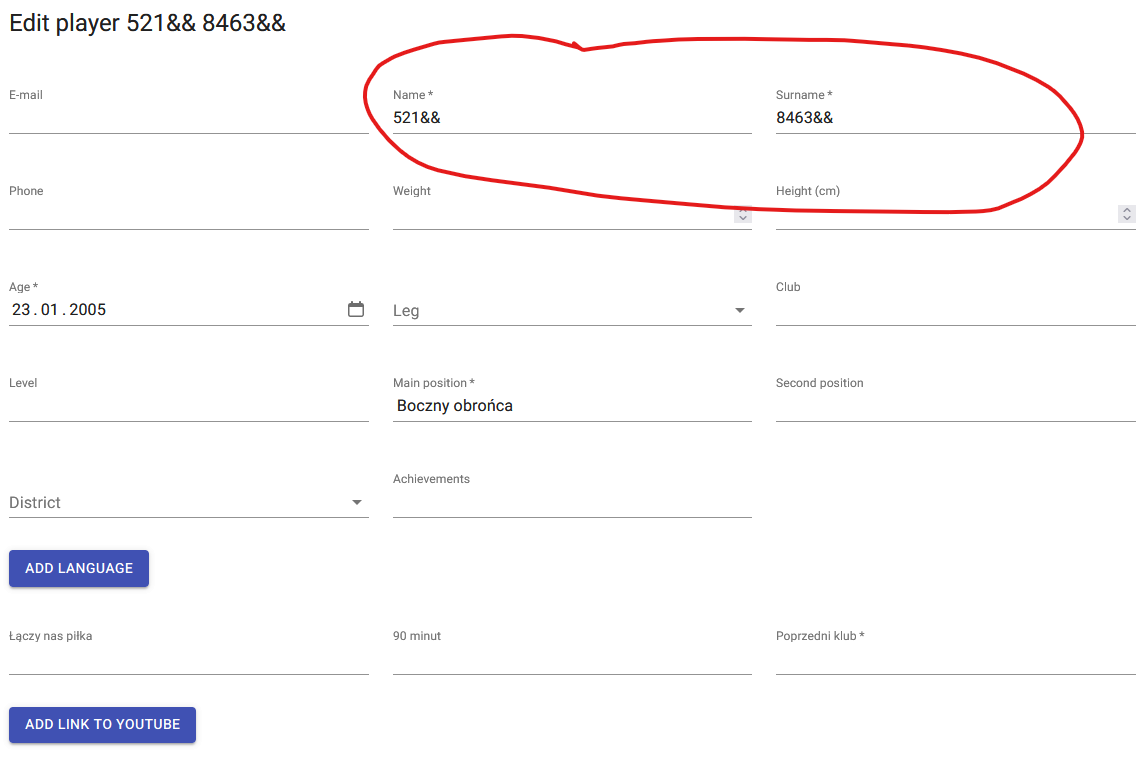 Edit player 521&& 8463&&
E-mail
Name *
Surname *
521&&
8463&&
Phone
Weight
Height (cm)
Age *
23.01.2005
Leg
Club
Level
Main position *
Second position
Boczny obrońca
District
Achievements
ADD LANGUAGE
Łączy nas piłka
90 minut
Poprzedni klub *
ADD LINK TO YOUTUBE